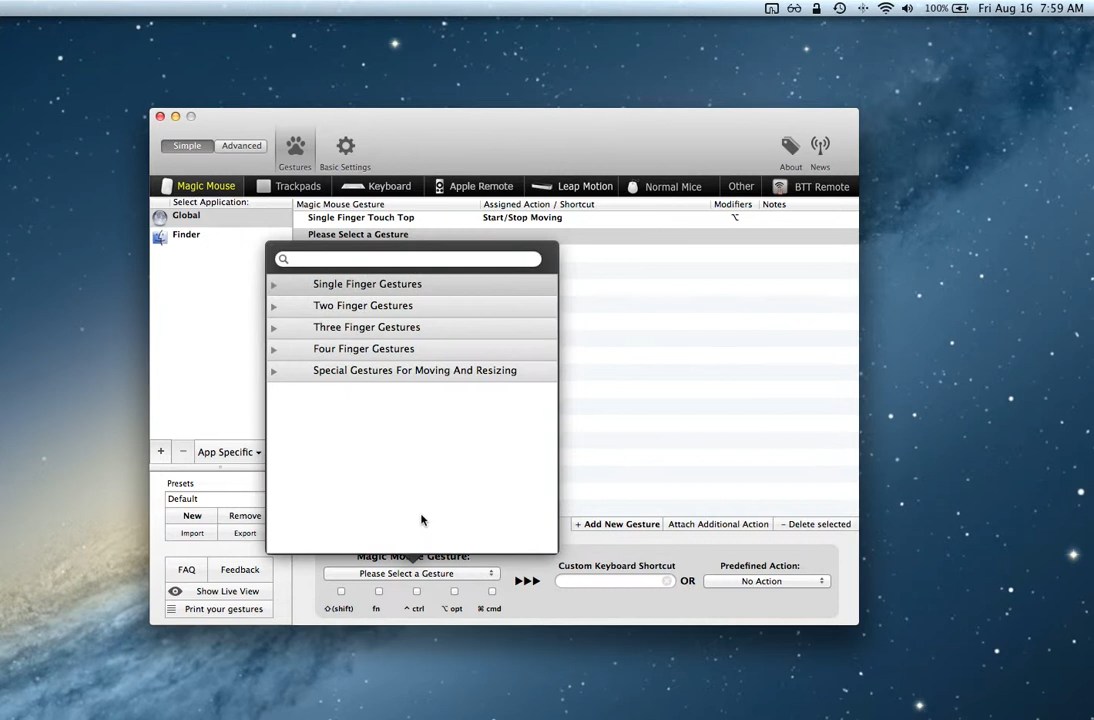 100% Fri Aug 16 7:59 AM
Simple Advanced
Gestures Basic Settings About News
Magic Mouse Trackpads Keyboard Apple Remote Leap Motion Normal Mice Other BTT Remote
Select Application: Magic Mouse Gesture Assigned Action / Shortcut Modifiers Notes
Global Single Finger Touch Top Start/Stop Moving ⌥
Finder Please Select a Gesture
Single Finger Gestures
Two Finger Gestures
Three Finger Gestures
Four Finger Gestures
Special Gestures For Moving And Resizing
+ − App Specific
Presets
Default
New Remove + Add New Gesture Attach Additional Action − Delete selected
Import Export
Magic Mouse Gesture: Custom Keyboard Shortcut Predefined Action:
FAQ Feedback Please Select a Gesture OR No Action
Show Live View
Print your gestures ⇧(shift) fn ^ ctrl ⌥ opt ⌘ cmd